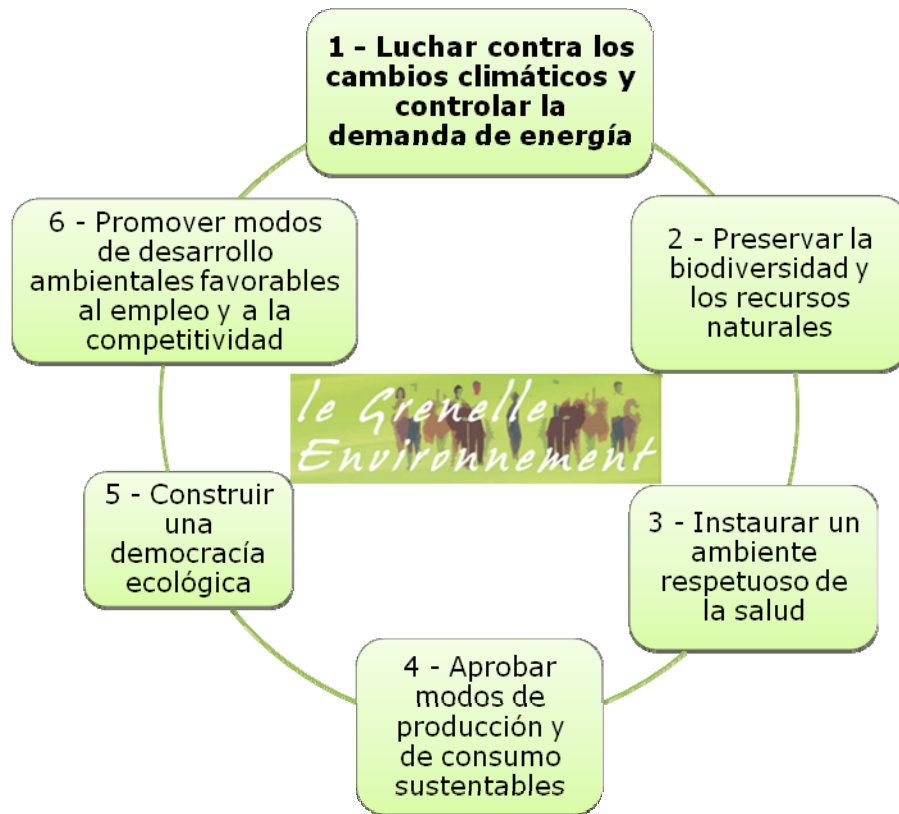 1 - Luchar contra los
cambios climáticos y
controlar la
demanda de energía
2 - Preservar la
biodiversidad y
los recursos
naturales
3 - Instaurar un
ambiente
respetuoso de
la salud
4 - Aprobar
modos de
producción y
de consumo
sustentables
5 - Construir
una
democracía
ecológica
6 - Promover modos
de desarrollo
ambientales favorables
al empleo y a la
competitividad
le Grenelle
Environnement